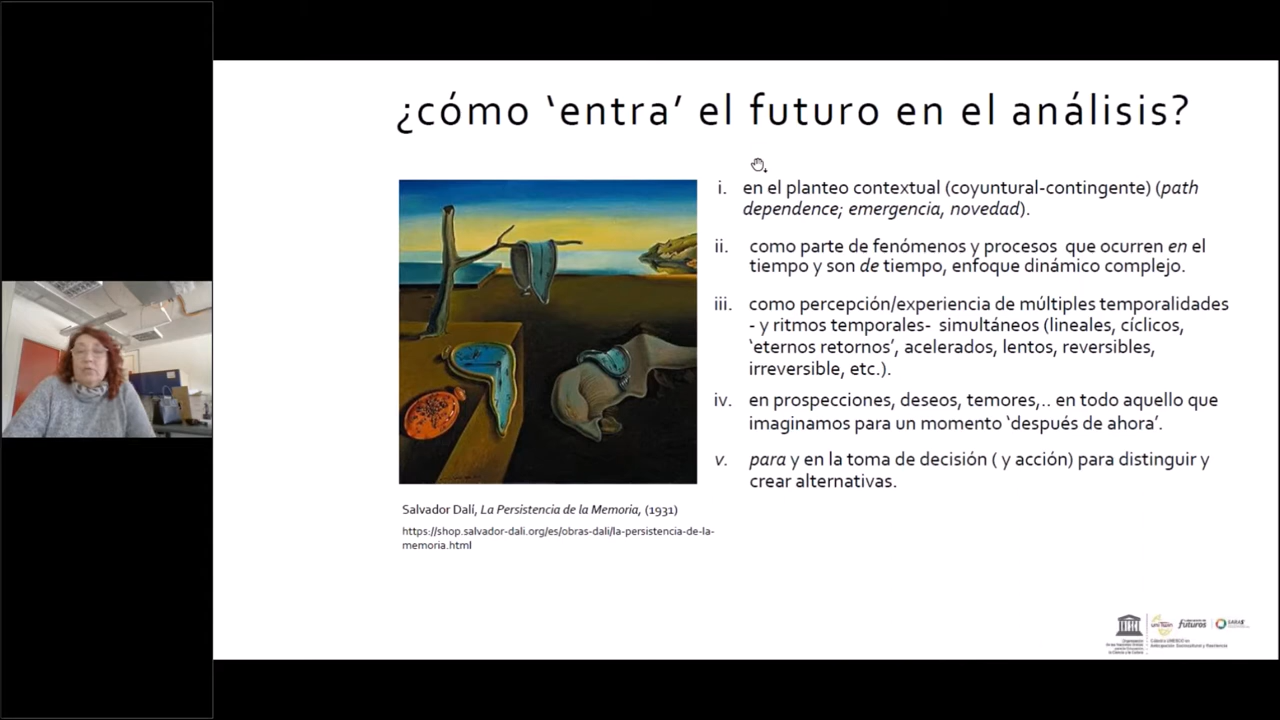 ¿cómo ‘entra’ el futuro en el análisis?
i. en el planteo contextual (coyuntural-contingente) (path
dependence; emergencia, novedad).
ii. como parte de fenómenos y procesos que ocurren en el
tiempo y son de tiempo, enfoque dinámico complejo.
iii. como percepción/experiencia de múltiples temporalidades
- y ritmos temporales- simultáneos (lineales, cíclicos,
‘eternos retornos’, acelerados, lentos, reversibles,
irreversible, etc.).
iv. en prospecciones, deseos, temores,.. en todo aquello que
imaginamos para un momento ‘después de ahora’.
v. para y en la toma de decisión ( y acción) para distinguir y
crear alternativas.
Salvador Dalí, La Persistencia de la Memoria, (1931)
https://shop.salvador-dali.org/es/obras-dali/la-persistencia-de-la-
memoria.html
futuros